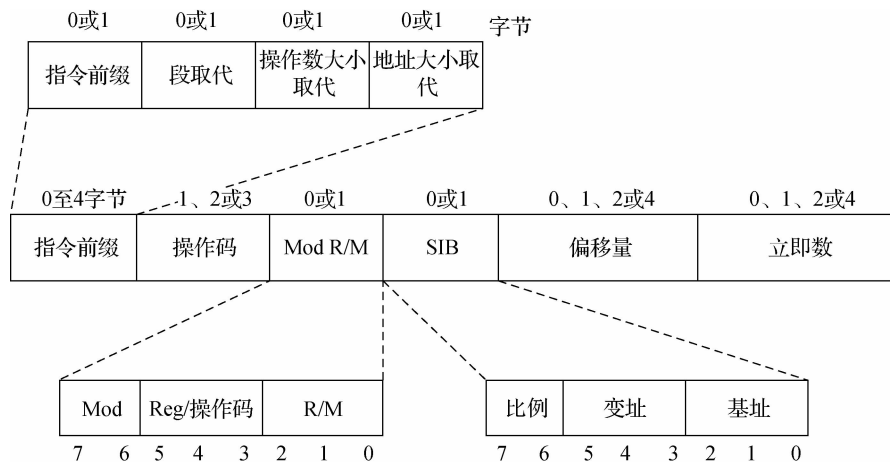 0或1 0或1 0或1 0或1 字节
指令前缀 段取代 操作数大小取代 地址大小取代
0至4字节 1、2或3 0或1 0或1 0、1、2或4 0、1、2或4
指令前缀 操作码 Mod R/M SIB 偏移量 立即数
Mod Reg/操作码 R/M 比例 变址 基址
7 6 5 4 3 2 1 0 7 6 5 4 3 2 1 0